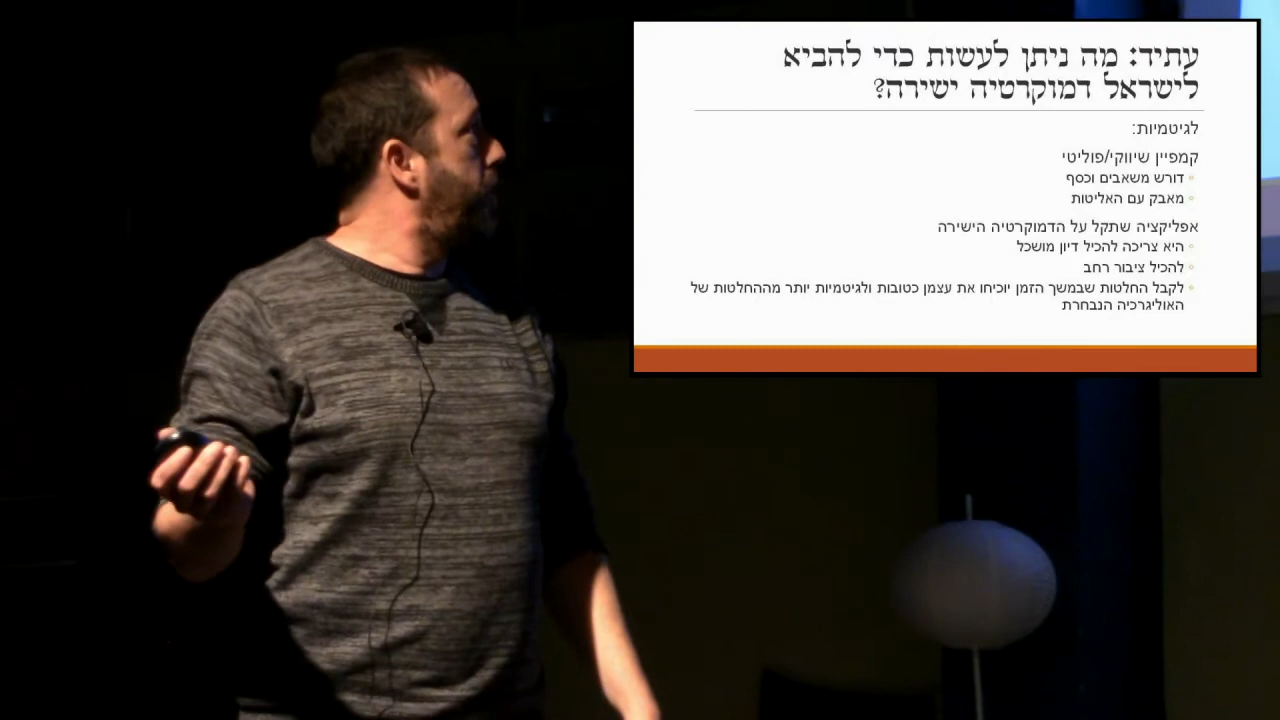 עתיד: מה ניתן לעשות כדי להביא
לישראל דמוקרטיה ישירה?
לגיטמיות:
קמפיין שיווקי/פוליטי
◦ דורש משאבים וכסף
◦ מאבק עם האליטות
אפליקציה שתקל על הדמוקרטיה הישירה
◦ היא צריכה להכיל דיון מושכל
◦ להכיל ציבור רחב
◦ לקבל החלטות שבמשך הזמן יוכיחו את עצמן כטובות ולגיטמיות יותר מההחלטות של
האוליגרכיה הנבחרת